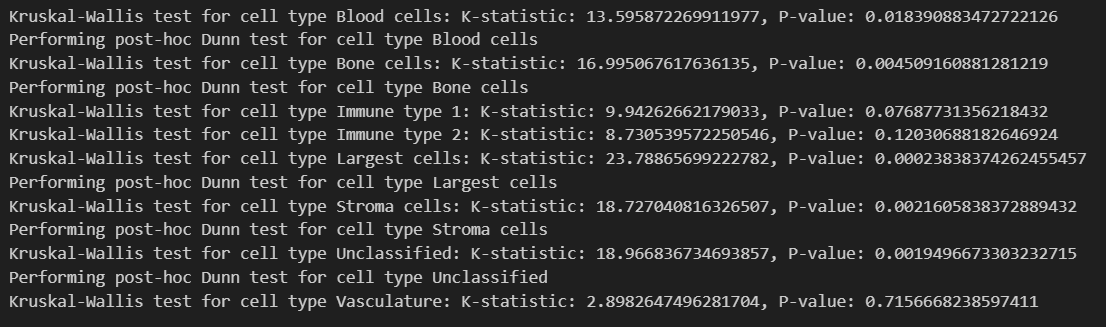 Kruskal-Wallis test for cell type Blood cells: K-statistic: 13.595872269911977, P-value: 0.018390883472722126
Performing post-hoc Dunn test for cell type Blood cells
Kruskal-Wallis test for cell type Bone cells: K-statistic: 16.995067617636135, P-value: 0.004509160881281219
Performing post-hoc Dunn test for cell type Bone cells
Kruskal-Wallis test for cell type Immune type 1: K-statistic: 9.94262662179033, P-value: 0.07687731356218432
Kruskal-Wallis test for cell type Immune type 2: K-statistic: 8.730539572250546, P-value: 0.12030688182646924
Kruskal-Wallis test for cell type Largest cells: K-statistic: 23.78865699222782, P-value: 0.00023838374262455457
Performing post-hoc Dunn test for cell type Largest cells
Kruskal-Wallis test for cell type Stroma cells: K-statistic: 18.727040816326507, P-value: 0.0021605838372889432
Performing post-hoc Dunn test for cell type Stroma cells
Kruskal-Wallis test for cell type Unclassified: K-statistic: 18.966836734693857, P-value: 0.0019496673303232715
Performing post-hoc Dunn test for cell type Unclassified
Kruskal-Wallis test for cell type Vasculature: K-statistic: 2.8982647496281704, P-value: 0.7156668238597411